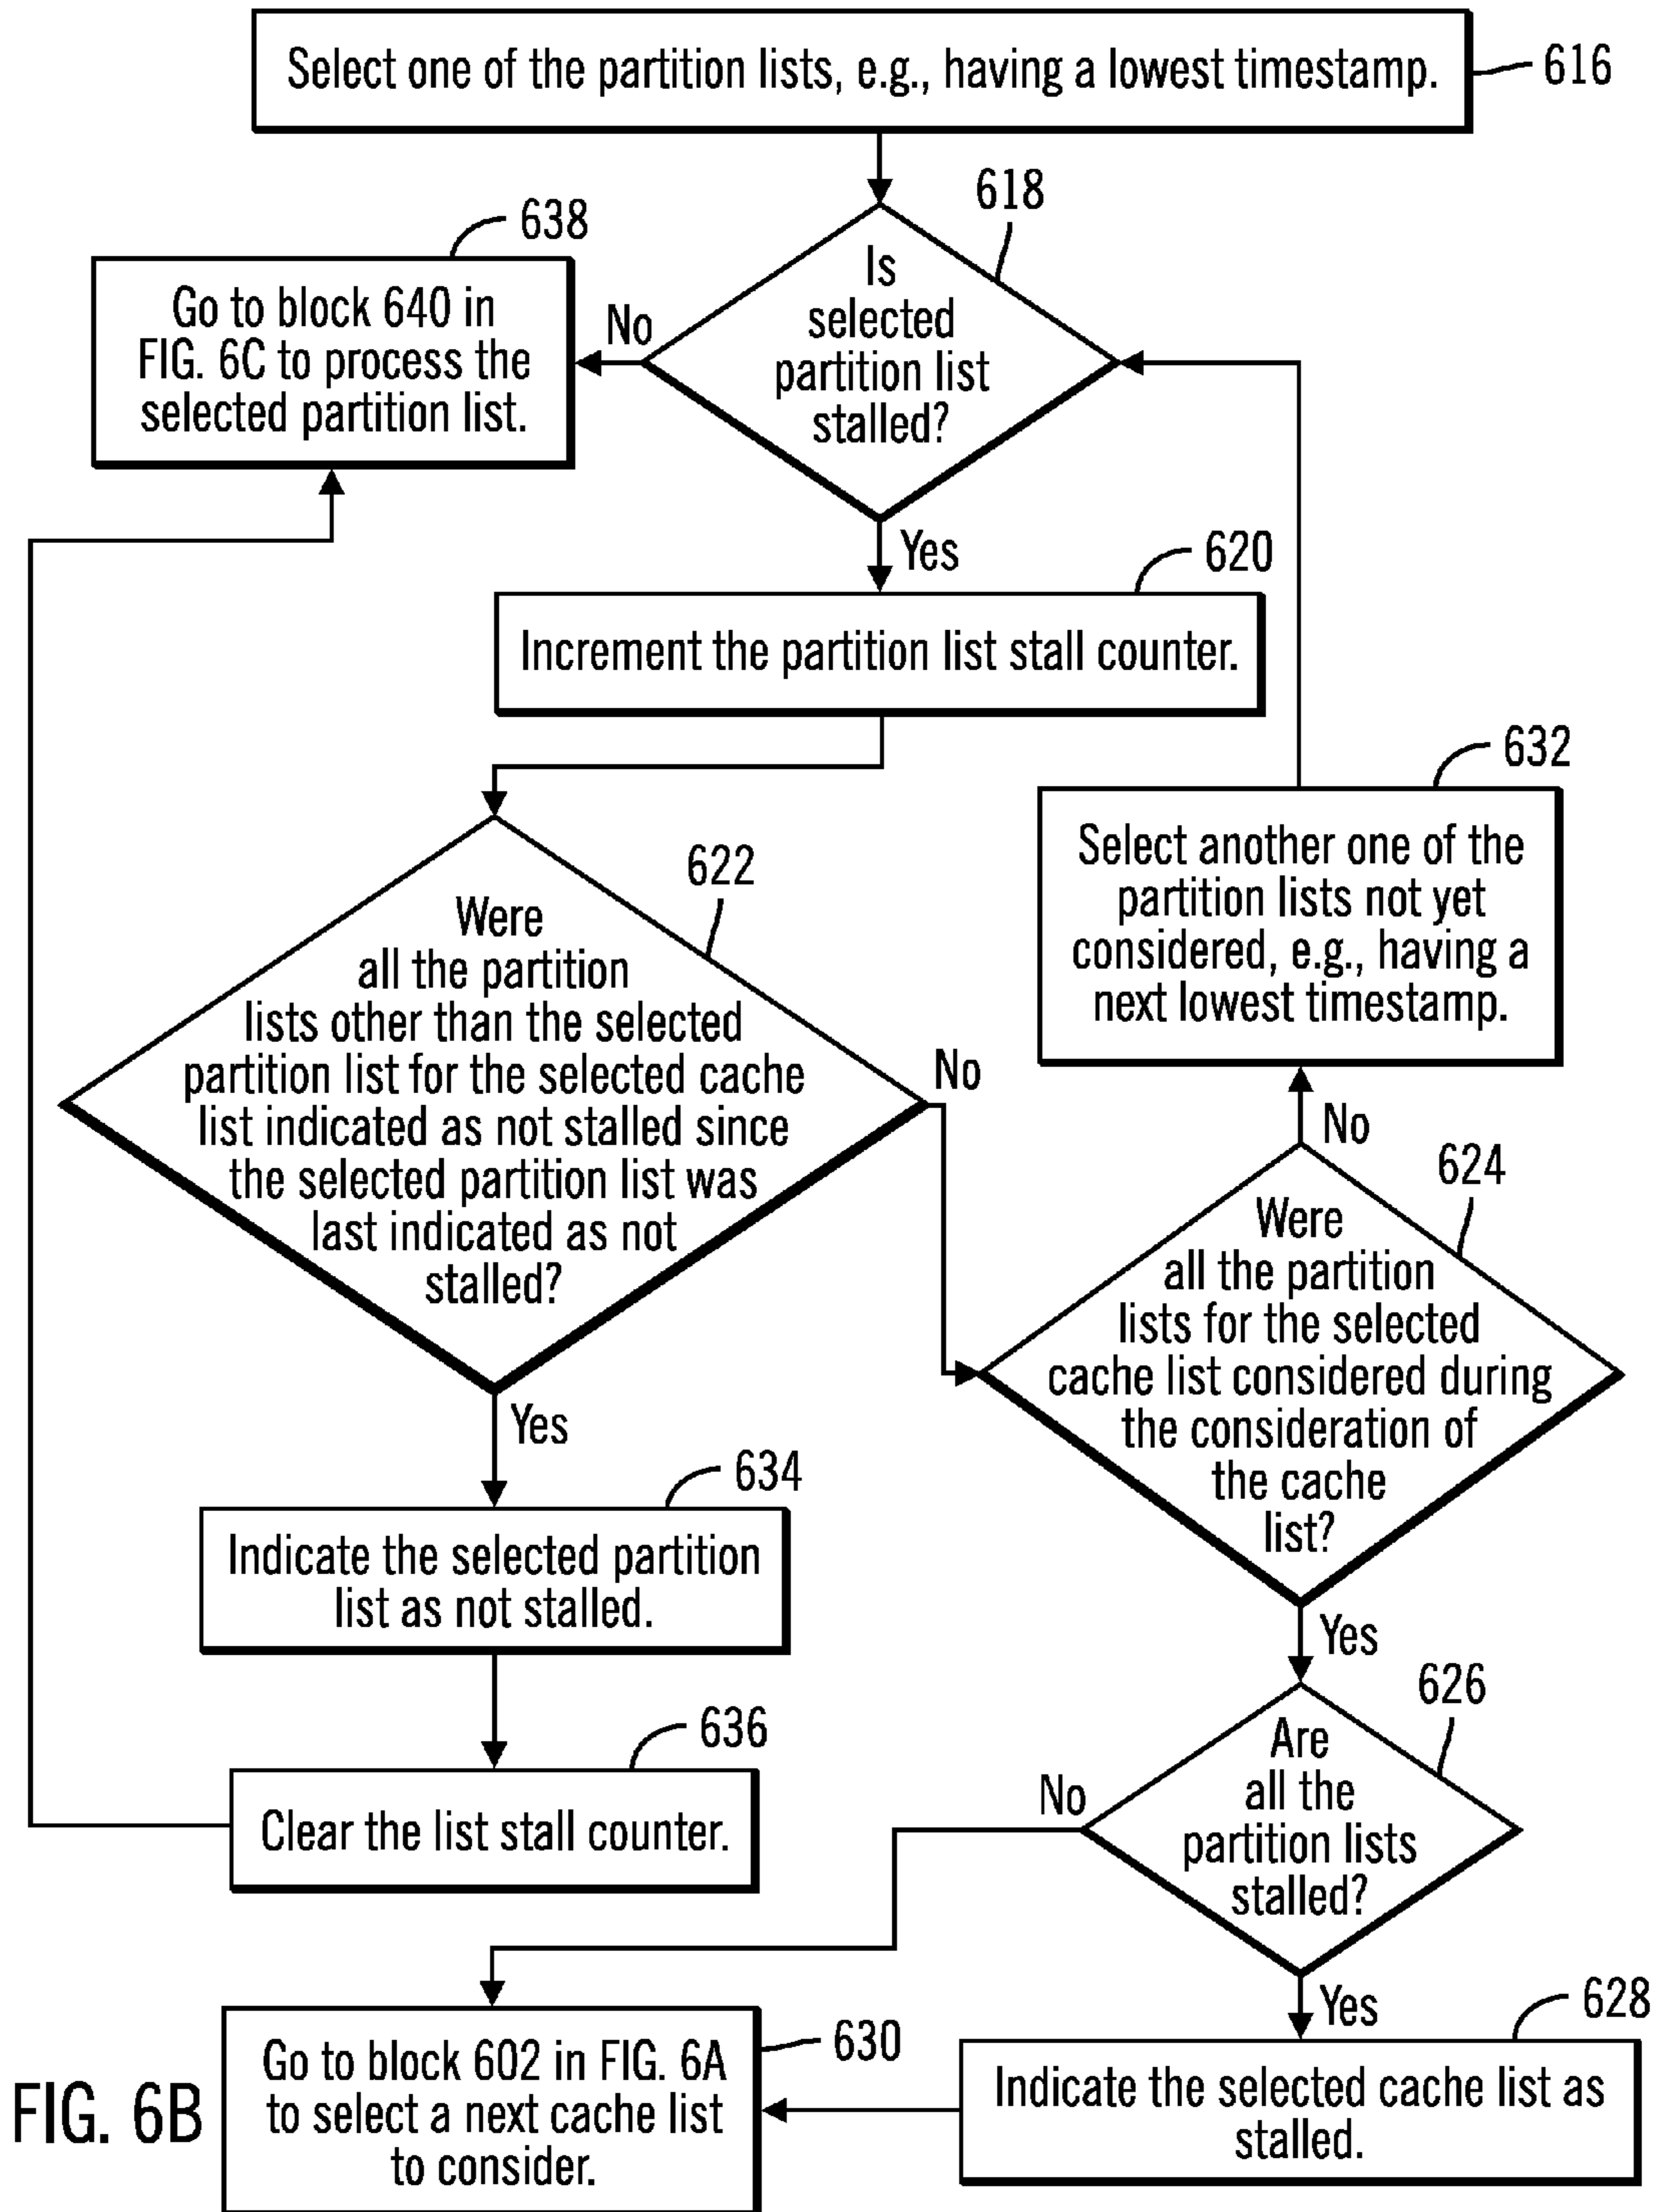 Select one of the partition lists, e.g., having a lowest timestamp.
616
618
638
Is
selected
partition list
stalled?
Go to block 640 in
FIG. 6C to process the
selected partition list.
No
Yes
620
Increment the partition list stall counter.
632
Select another one of the
partition lists not yet
considered, e.g., having a
next lowest timestamp.
622
Were
all the partition
lists other than the selected
partition list for the selected cache
list indicated as not stalled since
the selected partition list was
last indicated as not
stalled?
No
No
624
Were
all the partition
lists for the selected
cache list considered during
the consideration of
the cache
list?
Yes
634
Indicate the selected partition
list as not stalled.
Yes
626
636
Clear the list stall counter.
Are
all the
partition lists
stalled?
No
Yes
628
Indicate the selected cache list as
stalled.
630
Go to block 602 in FIG. 6A
to select a next cache list
to consider.
FIG. 6B